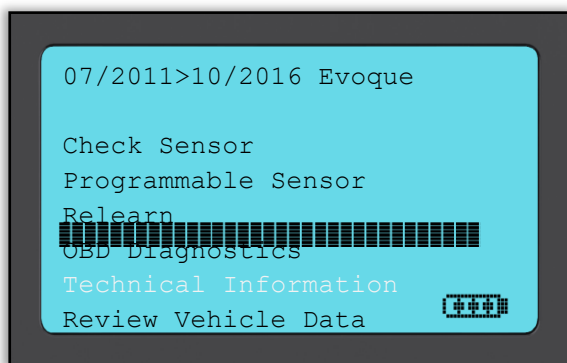 07/2011>10/2016 Evoque
Check Sensor
Programmable Sensor
Relearn
OBD Diagnostics
Technical Information
Review Vehicle Data